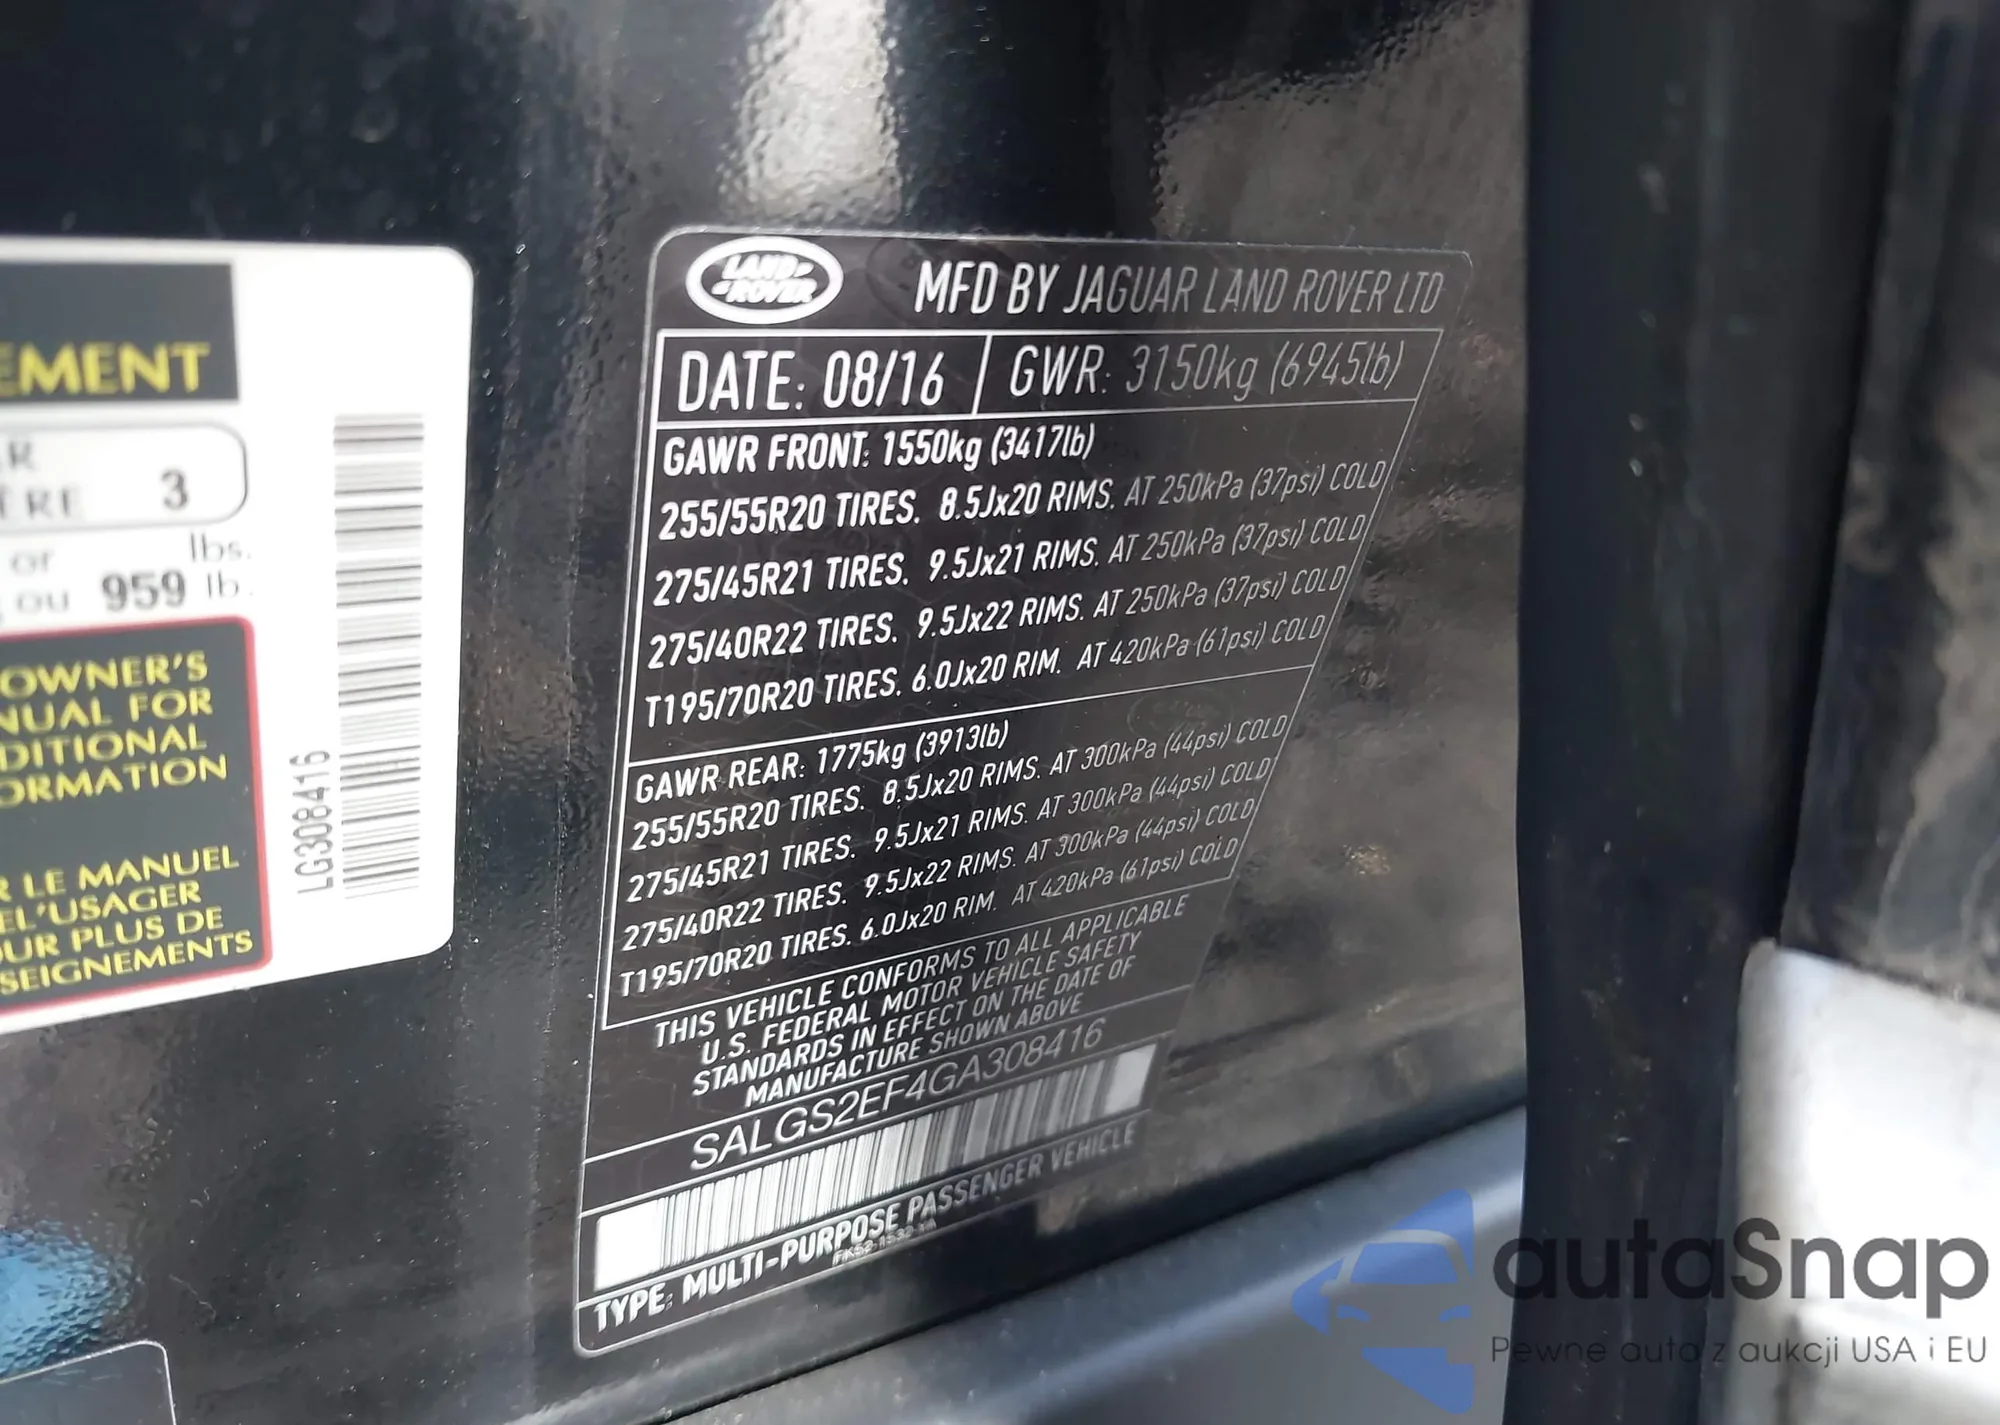 EMENT
R
ÈRE 3
or lbs.
ou 959 lb.
OWNER'S
NUAL FOR
DITIONAL
ORMATION
R LE MANUEL
EL'USAGER
OUR PLUS DE
SEIGNEMENTS
LG308416
LAND-
-ROVER
MFD BY JAGUAR LAND ROVER LTD
DATE: 08/16 GWR: 3150kg (6945lb)
GAWR FRONT: 1550kg (3417lb)
255/55R20 TIRES. 8.5Jx20 RIMS. AT 250kPa (37psi) COLD
275/45R21 TIRES. 9.5Jx21 RIMS. AT 250kPa (37psi) COLD
275/40R22 TIRES. 9.5Jx22 RIMS. AT 250kPa (37psi) COLD
T195/70R20 TIRES. 6.0Jx20 RIM. AT 420kPa (61psi) COLD
GAWR REAR: 1775kg (3913lb)
255/55R20 TIRES. 8.5Jx20 RIMS. AT 300kPa (44psi) COLD
275/45R21 TIRES. 9.5Jx21 RIMS. AT 300kPa (44psi) COLD
275/40R22 TIRES. 9.5Jx22 RIMS. AT 300kPa (44psi) COLD
T195/70R20 TIRES. 6.0Jx20 RIM. AT 420kPa (61psi) COLD
THIS VEHICLE CONFORMS TO ALL APPLICABLE
U.S. FEDERAL MOTOR VEHICLE SAFETY
STANDARDS IN EFFECT ON THE DATE OF
MANUFACTURE SHOWN ABOVE
SALGS2EF4GA308416
TYPE: MULTI-PURPOSE PASSENGER VEHICLE
autaSnap
Pewne auta z aukcji USA i EU